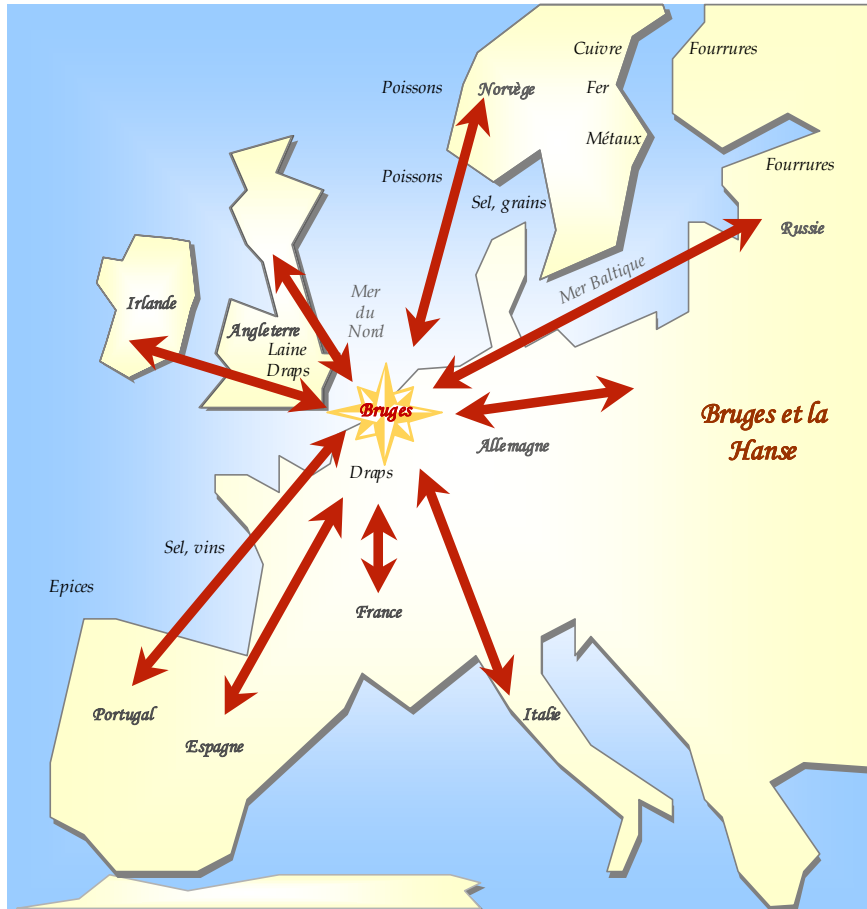 Cuivre
Fourrures
Poissons
Norvège
Fer
Métaux
Fourrures
Poissons
Sel, grains
Russie
Mer Baltique
Irlande
Mer
du
Nord
Angleterre
Laine
Draps
Bruges
Bruges et la
Hanse
Allemagne
Draps
Sel, vins
Epices
France
Portugal
Espagne
Italie